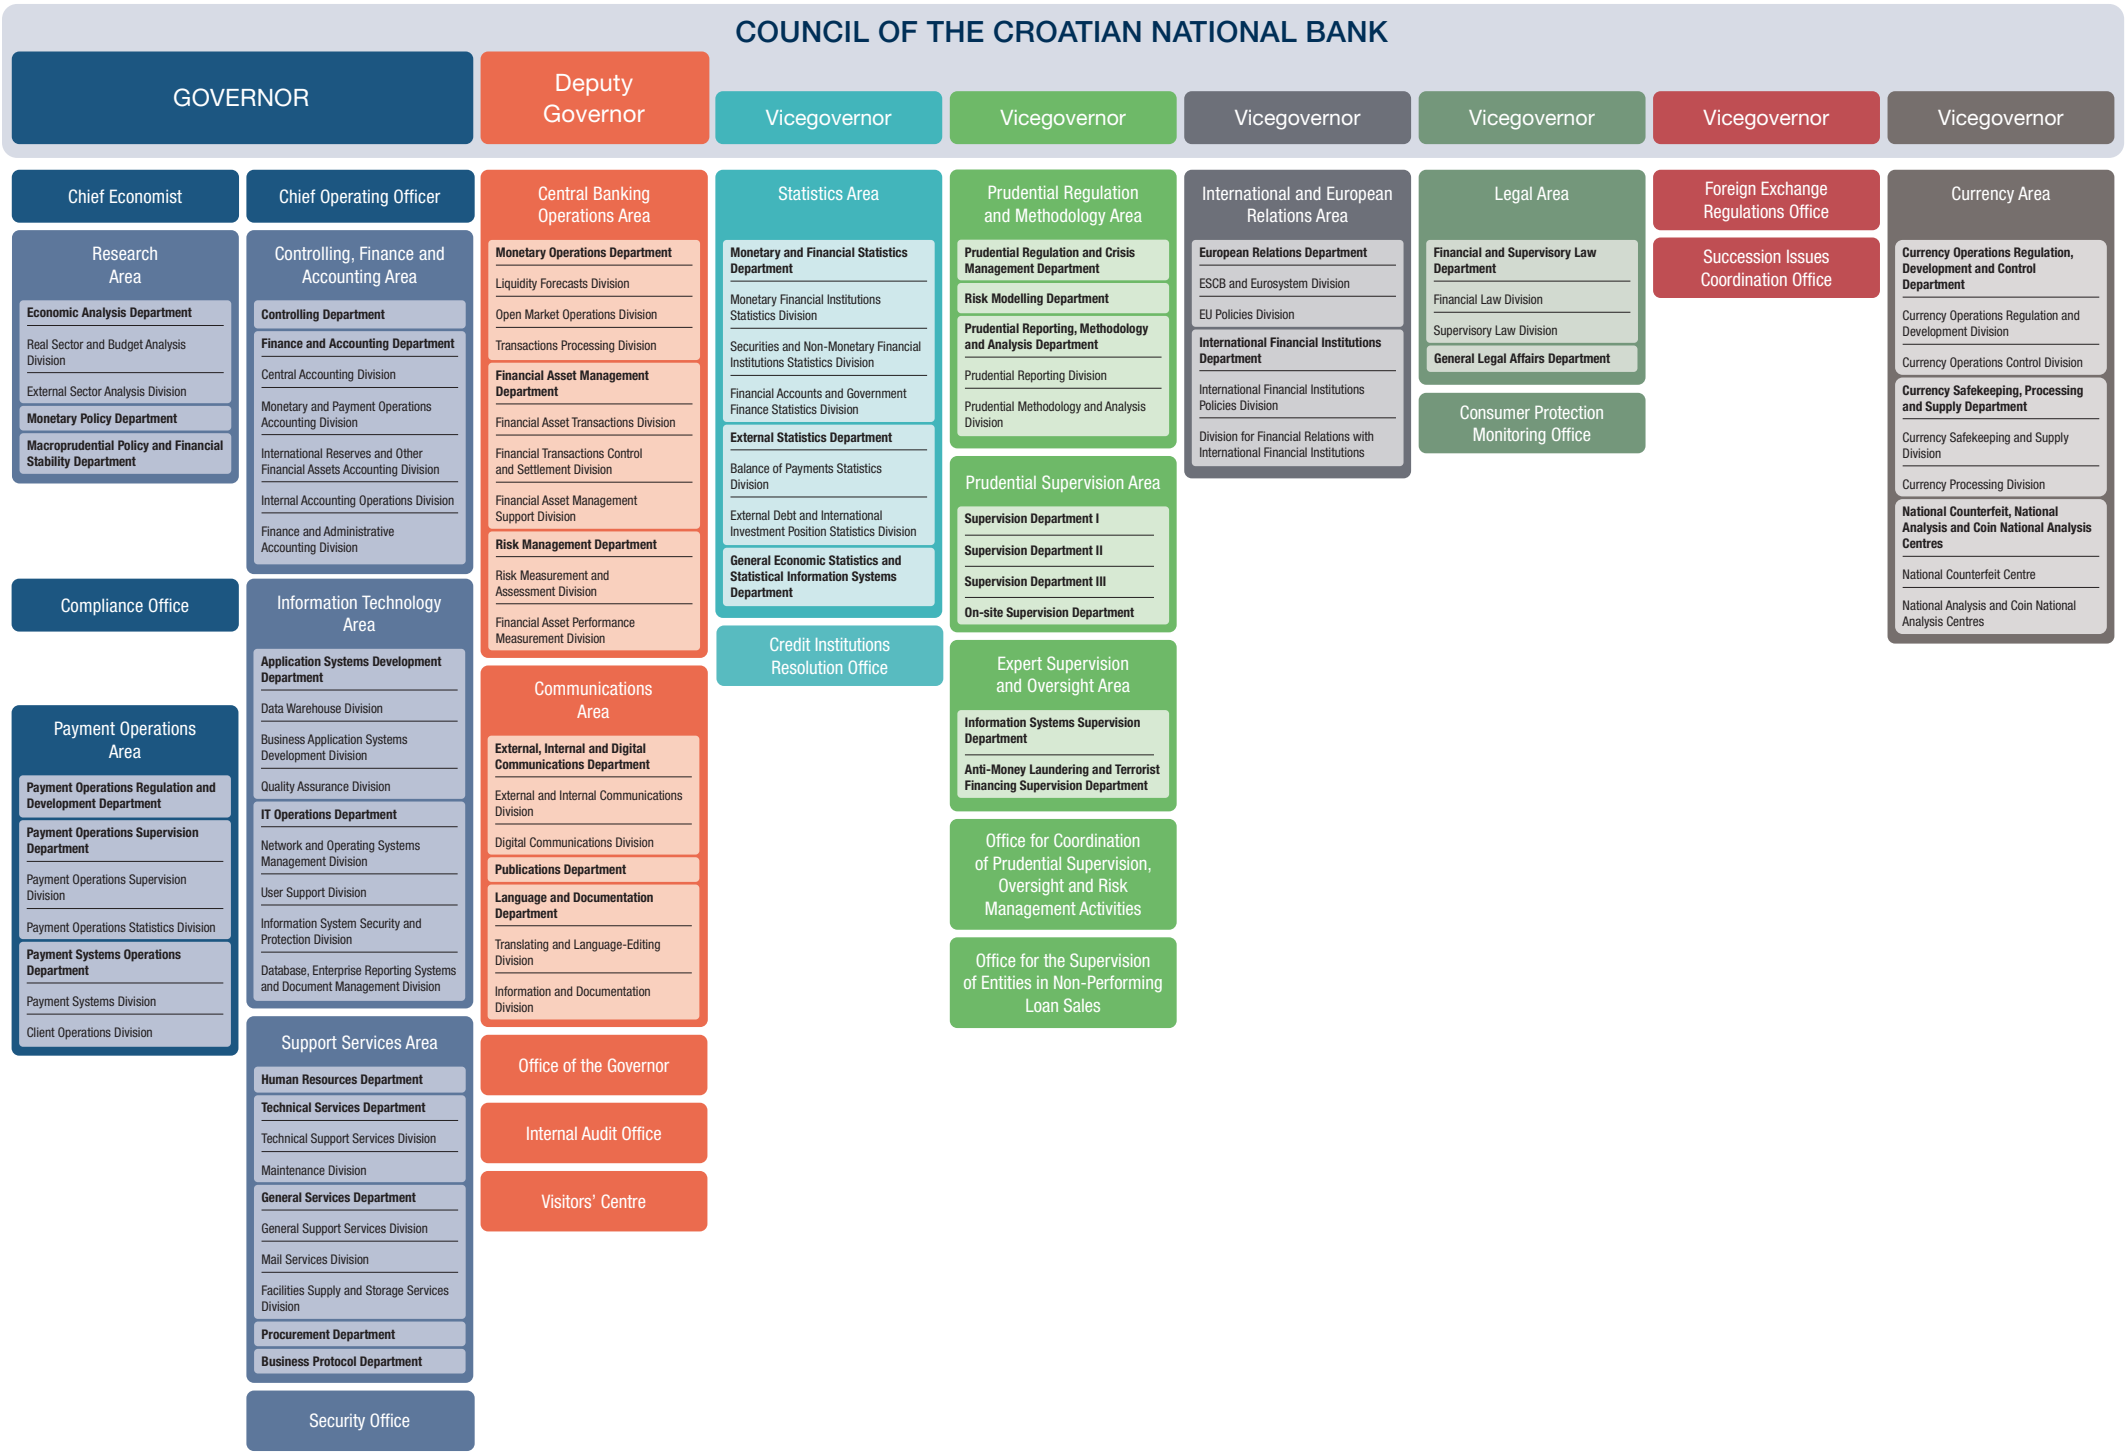 COUNCIL OF THE CROATIAN NATIONAL BANK
GOVERNOR
Deputy
Governor
Vicegovernor
Vicegovernor
Vicegovernor
Vicegovernor
Vicegovernor
Vicegovernor
Chief Economist
Research
Area
Economic Analysis Department
Real Sector and Budget Analysis
Division
External Sector Analysis Division
Monetary Policy Department
Macroprudential Policy and Financial
Stability Department
Compliance Office
Payment Operations
Area
Payment Operations Regulation and
Development Department
Payment Operations Supervision
Department
Payment Operations Supervision
Division
Payment Operations Statistics Division
Payment Systems Operations
Department
Payment Systems Division
Client Operations Division
Chief Operating Officer
Controlling, Finance and
Accounting Area
Controlling Department
Finance and Accounting Department
Central Accounting Division
Monetary and Payment Operations
Accounting Division
International Reserves and Other
Financial Assets Accounting Division
Internal Accounting Operations Division
Finance and Administrative
Accounting Division
Information Technology
Area
Application Systems Development
Department
Data Warehouse Division
Business Application Systems
Development Division
Quality Assurance Division
IT Operations Department
Network and Operating Systems
Management Division
User Support Division
Information System Security and
Protection Division
Database, Enterprise Reporting Systems
and Document Management Division
Support Services Area
Human Resources Department
Technical Services Department
Technical Support Services Division
Maintenance Division
General Services Department
General Support Services Division
Mail Services Division
Facilities Supply and Storage Services
Division
Procurement Department
Business Protocol Department
Security Office
Central Banking
Operations Area
Monetary Operations Department
Liquidity Forecasts Division
Open Market Operations Division
Transactions Processing Division
Financial Asset Management
Department
Financial Asset Transactions Division
Financial Transactions Control
and Settlement Division
Financial Asset Management
Support Division
Risk Management Department
Risk Measurement and
Assessment Division
Financial Asset Performance
Measurement Division
Communications
Area
External, Internal and Digital
Communications Department
External and Internal Communications
Division
Digital Communications Division
Publications Department
Language and Documentation
Department
Translating and Language-Editing
Division
Information and Documentation
Division
Office of the Governor
Internal Audit Office
Visitors' Centre
Statistics Area
Monetary and Financial Statistics
Department
Monetary Financial Institutions
Statistics Division
Securities and Non-Monetary Financial
Institutions Statistics Division
Financial Accounts and Government
Finance Statistics Division
External Statistics Department
Balance of Payments Statistics
Division
External Debt and International
Investment Position Statistics Division
General Economic Statistics and
Statistical Information Systems
Department
Credit Institutions
Resolution Office
Prudential Regulation
and Methodology Area
Prudential Regulation and Crisis
Management Department
Risk Modelling Department
Prudential Reporting, Methodology
and Analysis Department
Prudential Reporting Division
Prudential Methodology and Analysis
Division
Prudential Supervision Area
Supervision Department I
Supervision Department II
Supervision Department III
On-site Supervision Department
Expert Supervision
and Oversight Area
Information Systems Supervision
Department
Anti-Money Laundering and Terrorist
Financing Supervision Department
Office for Coordination
of Prudential Supervision,
Oversight and Risk
Management Activities
Office for the Supervision
of Entities in Non-Performing
Loan Sales
International and European
Relations Area
European Relations Department
ESCB and Eurosystem Division
EU Policies Division
International Financial Institutions
Department
International Financial Institutions
Policies Division
Division for Financial Relations with
International Financial Institutions
Legal Area
Financial and Supervisory Law
Department
Financial Law Division
Supervisory Law Division
General Legal Affairs Department
Consumer Protection
Monitoring Office
Foreign Exchange
Regulations Office
Succession Issues
Coordination Office
Currency Area
Currency Operations Regulation,
Development and Control
Department
Currency Operations Regulation and
Development Division
Currency Operations Control Division
Currency Safekeeping, Processing
and Supply Department
Currency Safekeeping and Supply
Division
Currency Processing Division
National Counterfeit, National
Analysis and Coin National Analysis
Centres
National Counterfeit Centre
National Analysis and Coin National
Analysis Centres